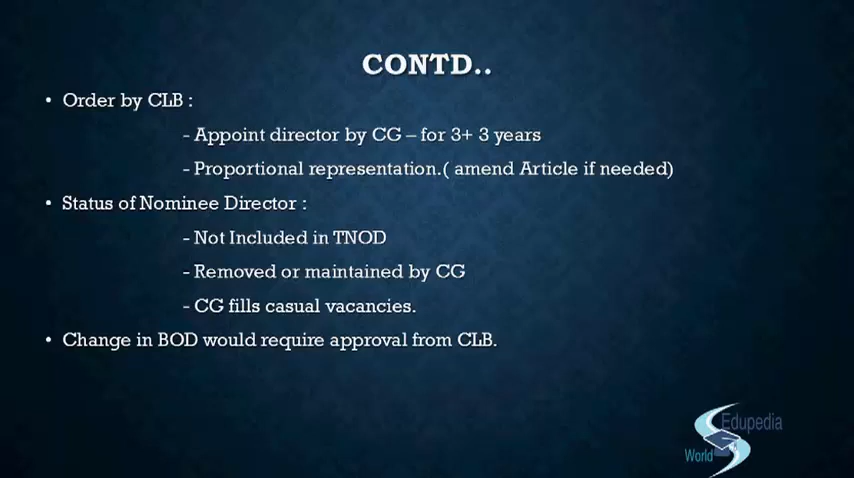 CONTD..
• Order by CLB :
- Appoint director by CG – for 3+ 3 years
- Proportional representation.( amend Article if needed)
• Status of Nominee Director :
- Not Included in TNOD
- Removed or maintained by CG
- CG fills casual vacancies.
• Change in BOD would require approval from CLB.
Edupedia
World